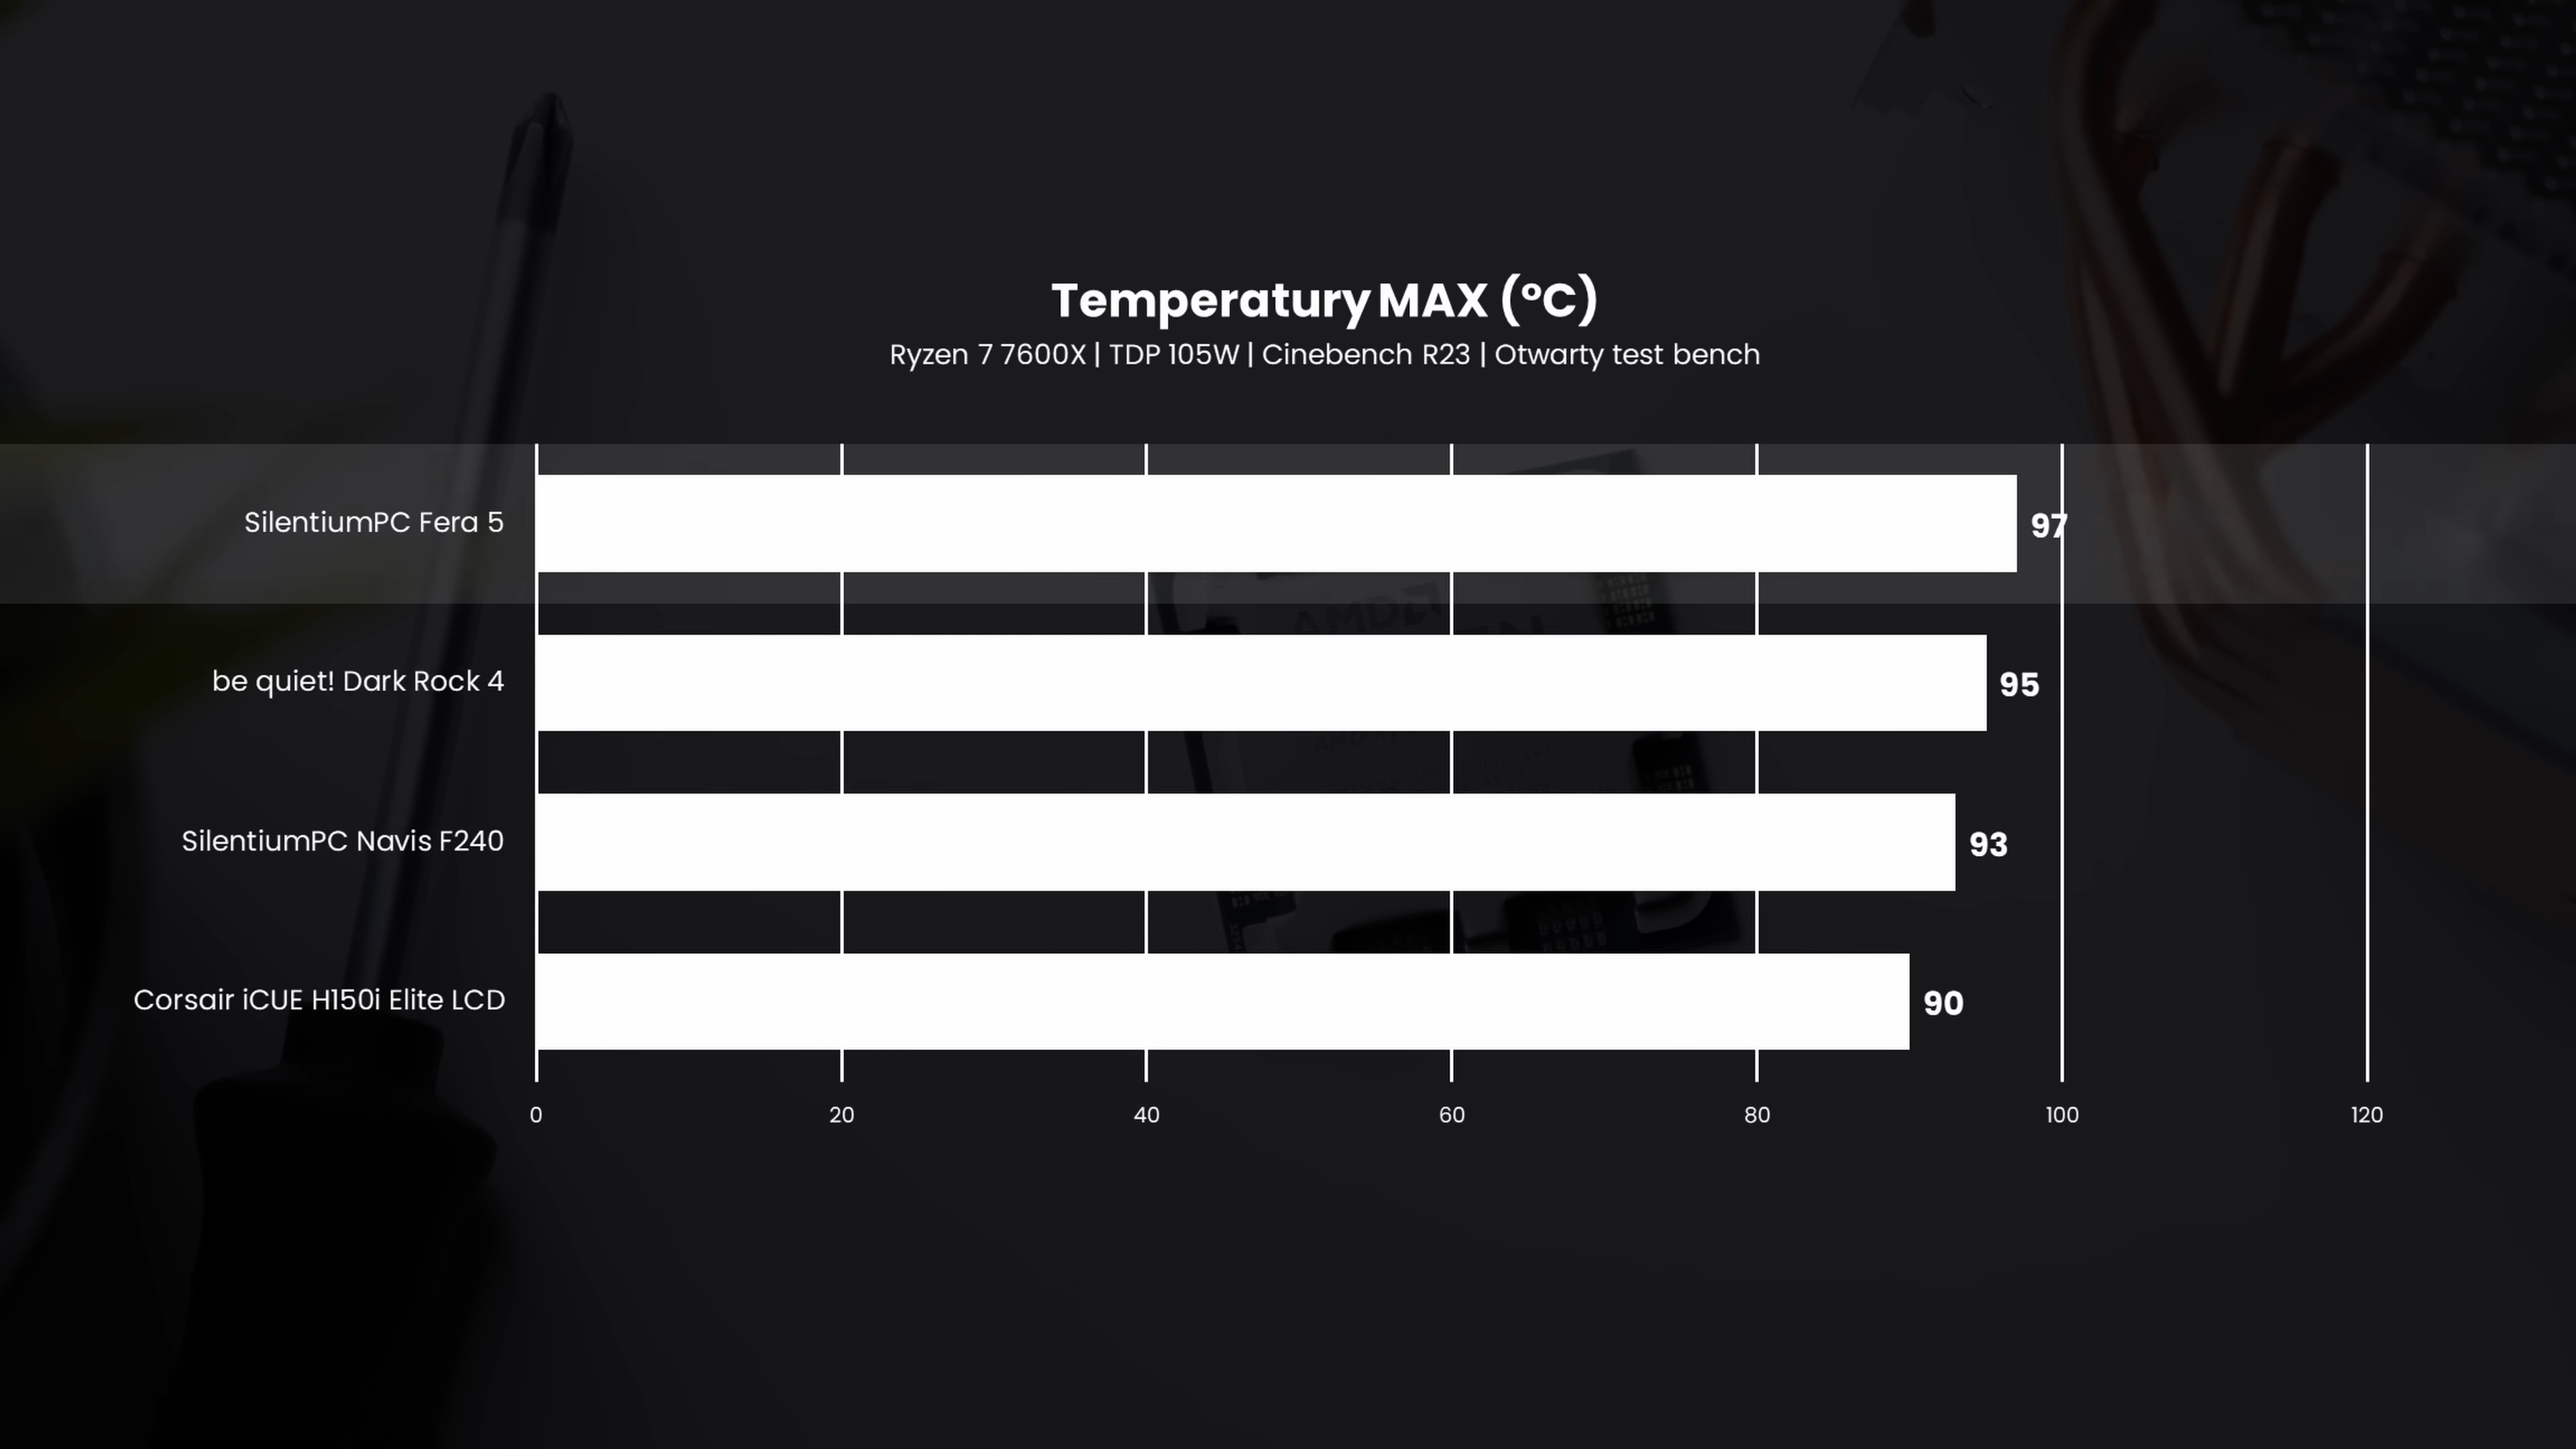 Temperatury MAX (°C)
Ryzen 7 7600X | TDP 105W | Cinebench R23 | Otwarty test bench
SilentiumPC Fera 5 97
AMD
be quiet! Dark Rock 4 95
SilentiumPC Navis F240 93
Corsair iCUE H150i Elite LCD 90
0 20 40 60 80 100 120